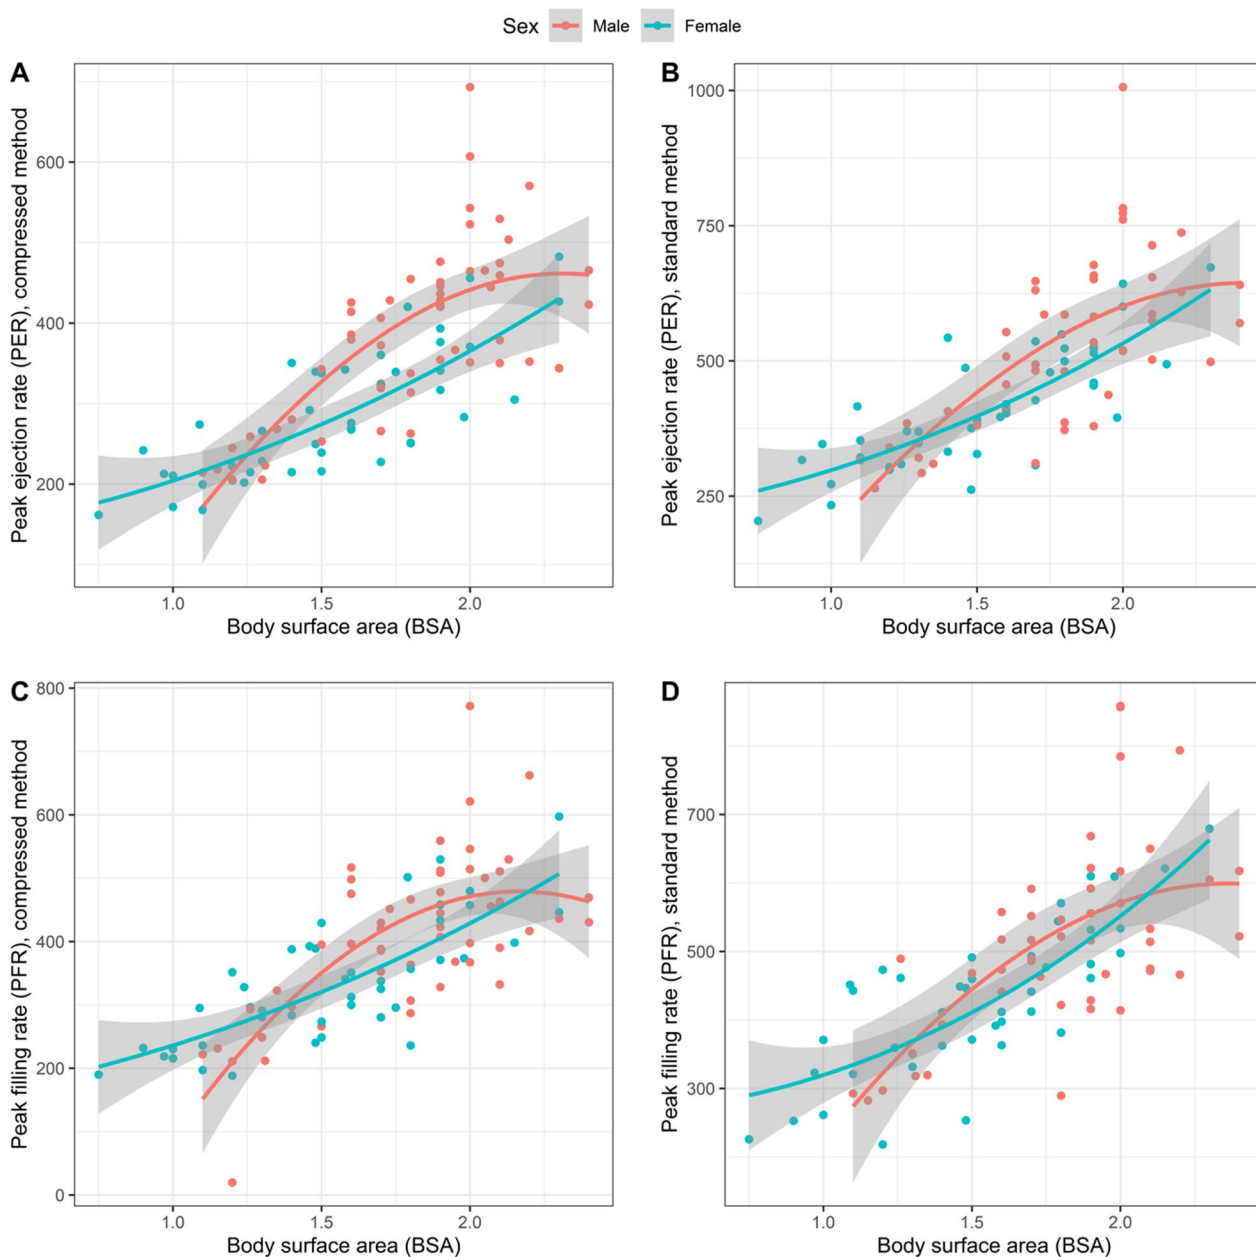 Sex Male Female
A
Peak ejection rate (PER), compressed method
600
400
200
1.0 1.5 2.0
Body surface area (BSA)
B
Peak ejection rate (PER), standard method
1000
750
500
250
1.0 1.5 2.0
Body surface area (BSA)
C
Peak filling rate (PFR), compressed method
800
600
400
200
0
1.0 1.5 2.0
Body surface area (BSA)
D
Peak filling rate (PFR), standard method
700
500
300
1.0 1.5 2.0
Body surface area (BSA)